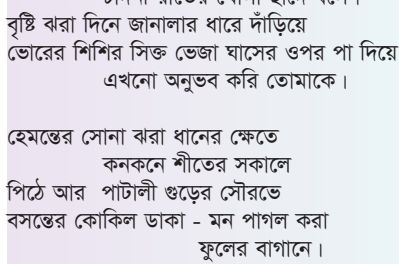 বৃষ্টি ঝরা দিনে জানালার ধারে দাঁড়িয়ে
ভোরের শিশির সিক্ত ভেজা ঘাসের ওপর পা দিয়ে
এখনো অনুভব করি তোমাকে।
হেমন্তের সোনা ঝরা ধানের ক্ষেতে
কনকনে শীতের সকালে
পিঠে আর পাটালী গুড়ের সৌরভে
বসন্তের কোকিল ডাকা - মন পাগল করা
ফুলের বাগানে।